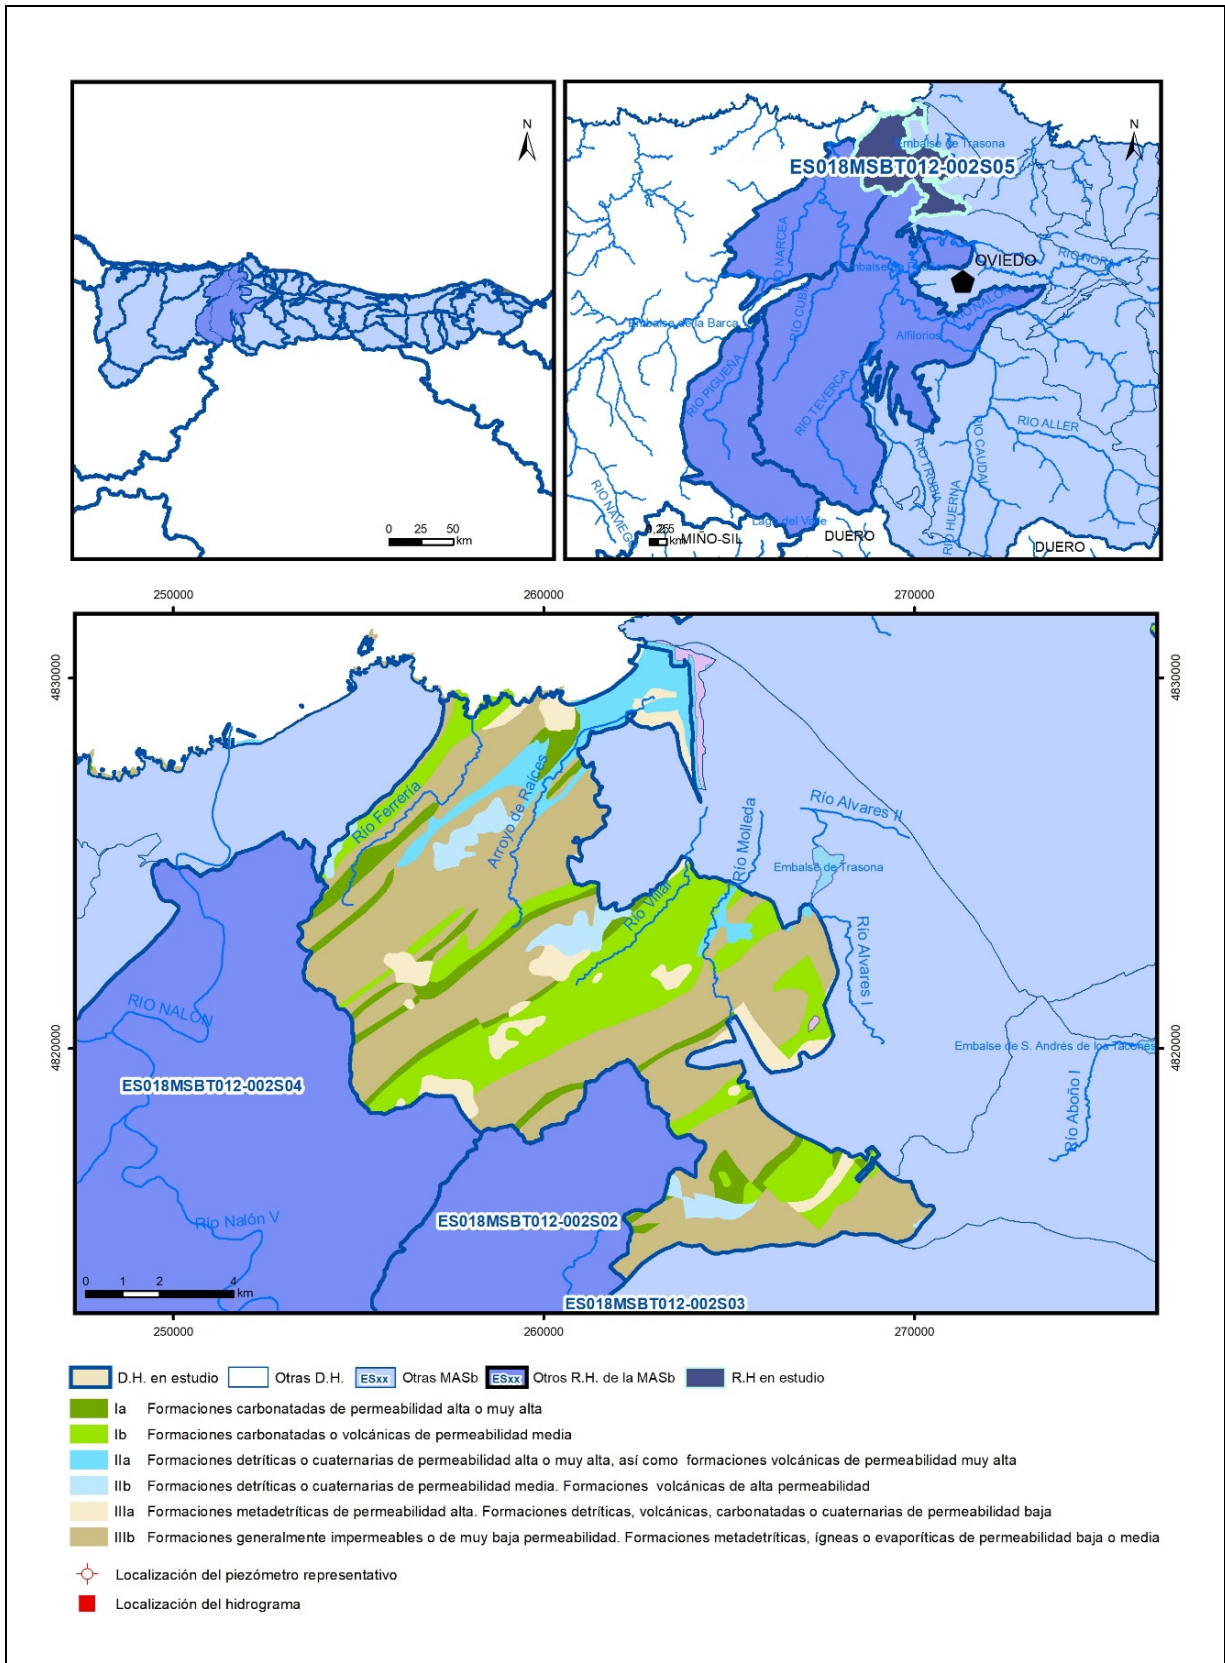 N
0 25 50
km
N
Embalse de Trasona
ES018MSBT012-002S05
RIO NARCEA
OVIEDO
RIO NORA
RIO NALON
RIO CUBIA
Embalse de la Barca
Alfilorios
RIO PIGUEÑA
RIO TEVERCA
RIO ALLER
RIO TRUBIA
RIO CAUDAL
RIO HUERNA
RIO NAVIEGO
Lago del Valle
km
MIÑO-SIL
DUERO
DUERO
250000
260000
270000
4830000
4830000
Río Ferrería
Arroyo de Raíces
Río Villar
Río Molleda
Río Alvares II
Embalse de Trasona
Río Alvares I
RIO NALON
4820000
4820000
Embalse de S. Andrés de los Tacones
ES018MSBT012-002S04
Río Aboño I
Río Nalón V
ES018MSBT012-002S02
0 1 2 4
km
ES018MSBT012-002S03
250000
260000
270000
D.H. en estudio
Otras D.H.
ESxx Otras MASb
ESxx Otros R.H. de la MASb
R.H en estudio
Ia Formaciones carbonatadas de permeabilidad alta o muy alta
Ib Formaciones carbonatadas o volcánicas de permeabilidad media
IIa Formaciones detríticas o cuaternarias de permeabilidad alta o muy alta, así como formaciones volcánicas de permeabilidad muy alta
IIb Formaciones detríticas o cuaternarias de permeabilidad media. Formaciones volcánicas de alta permeabilidad
IIIa Formaciones metadetríticas de permeabilidad alta. Formaciones detríticas, volcánicas, carbonatadas o cuaternarias de permeabilidad baja
IIIb Formaciones generalmente impermeables o de muy baja permeabilidad. Formaciones metadetríticas, ígneas o evaporíticas de permeabilidad baja o media
Localización del piezómetro representativo
Localización del hidrograma